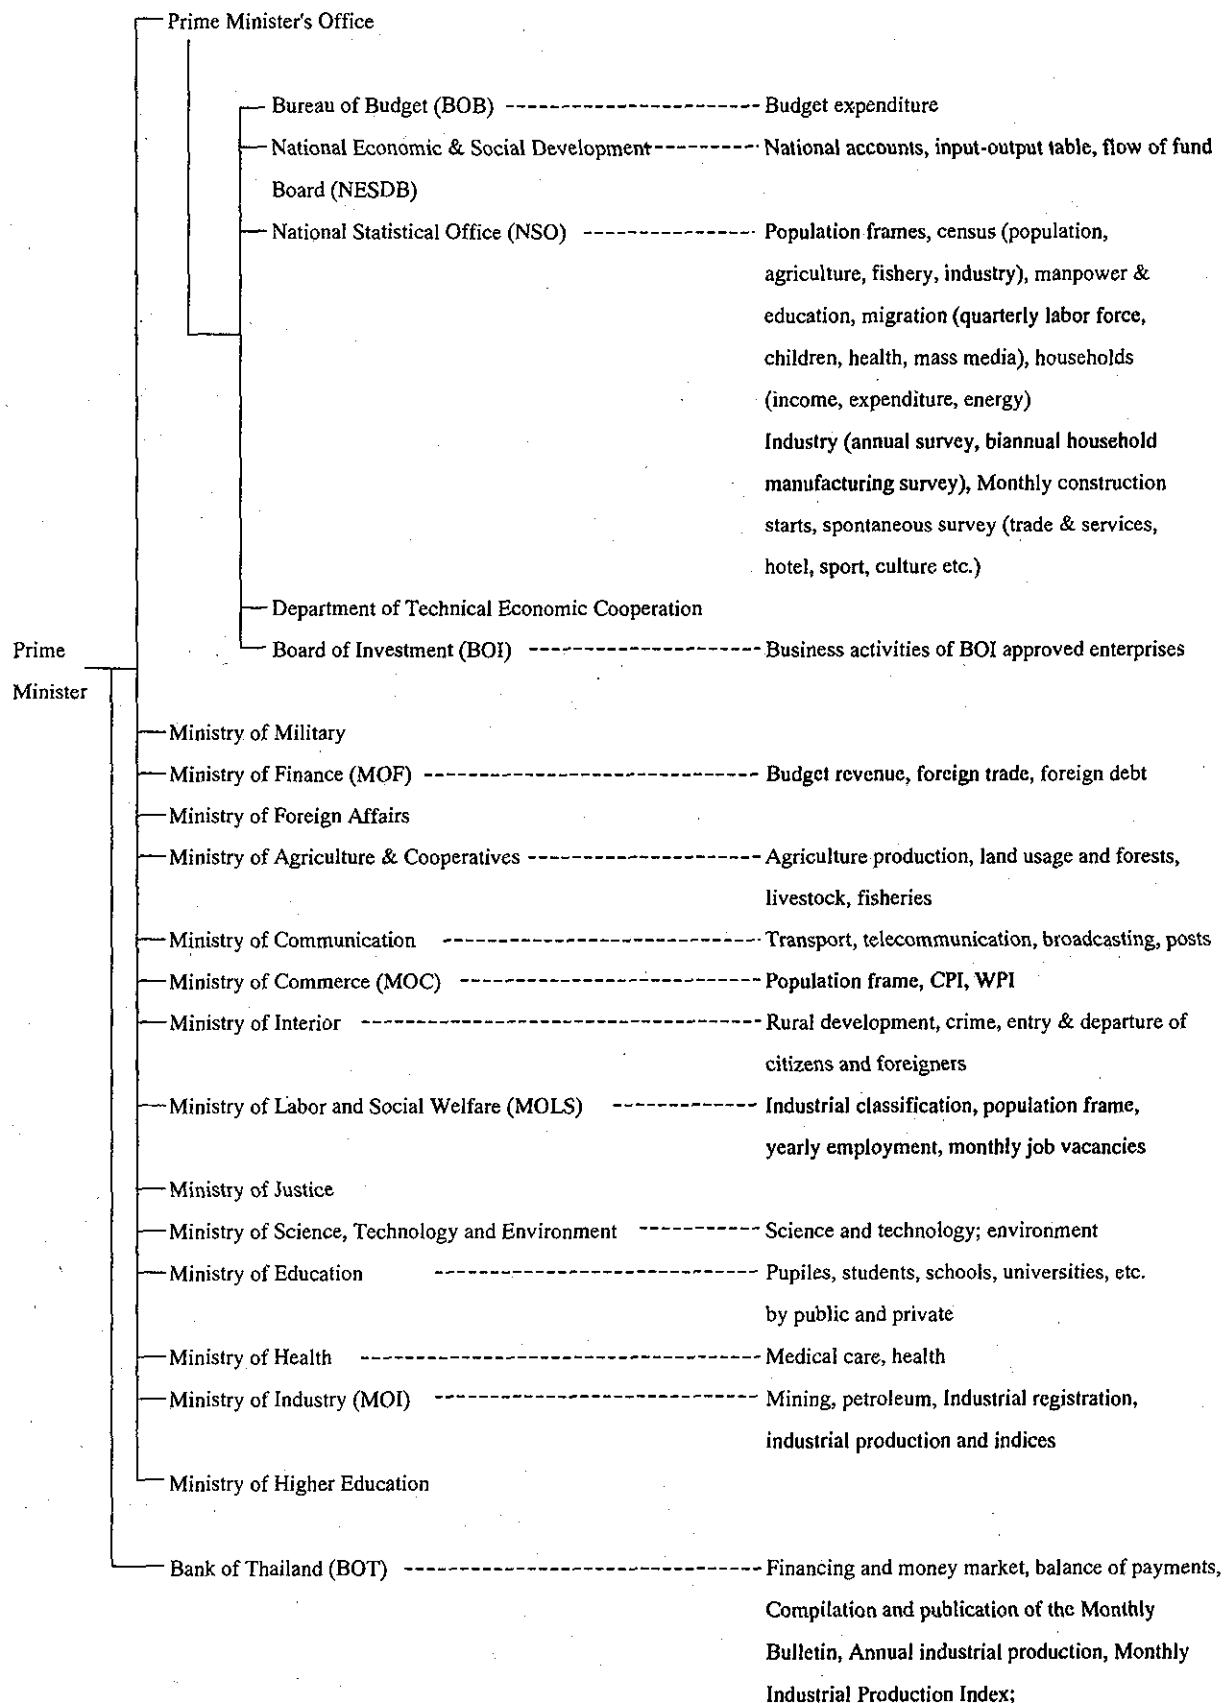 Prime Minister's Office
Bureau of Budget (BOB) Budget expenditure
National Economic & Social Development National accounts, input-output table, flow of fund
Board (NESDB)
National Statistical Office (NSO) Population frames, census (population,
agriculture, fishery, industry), manpower &
education, migration (quarterly labor force,
children, health, mass media), households
(income, expenditure, energy)
Industry (annual survey, biannual household
manufacturing survey), Monthly construction
starts, spontaneous survey (trade & services,
hotel, sport, culture etc.)
Department of Technical Economic Cooperation
Prime Board of Investment (BOI) Business activities of BOI approved enterprises
Minister
Ministry of Military
Ministry of Finance (MOF) Budget revenue, foreign trade, foreign debt
Ministry of Foreign Affairs
Ministry of Agriculture & Cooperatives Agriculture production, land usage and forests,
livestock, fisheries
Ministry of Communication Transport, telecommunication, broadcasting, posts
Ministry of Commerce (MOC) Population frame, CPI, WPI
Ministry of Interior Rural development, crime, entry & departure of
citizens and foreigners
Ministry of Labor and Social Welfare (MOLS) Industrial classification, population frame,
yearly employment, monthly job vacancies
Ministry of Justice
Ministry of Science, Technology and Environment Science and technology; environment
Ministry of Education Pupiles, students, schools, universities, etc.
by public and private
Ministry of Health Medical care, health
Ministry of Industry (MOI) Mining, petroleum, Industrial registration,
industrial production and indices
Ministry of Higher Education
Bank of Thailand (BOT) Financing and money market, balance of payments,
Compilation and publication of the Monthly
Bulletin, Annual industrial production, Monthly
Industrial Production Index;